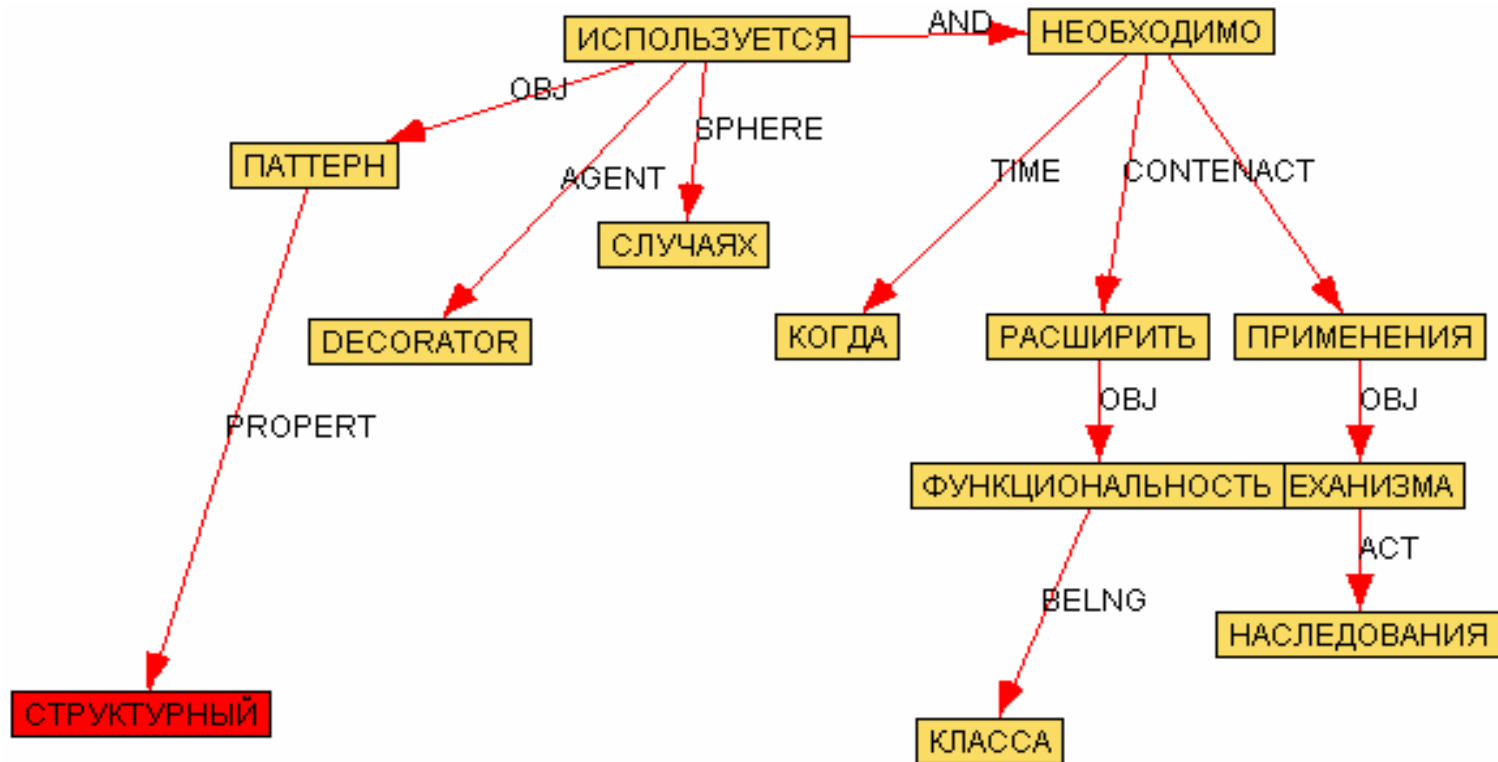 ИСПОЛЬЗУЕТСЯ
AND
НЕОБХОДИМО
OBJ
SPHERE
ПАТТЕРН
AGENT
TIME
CONTENACT
СЛУЧАЯХ
DECORATOR
КОГДА
РАСШИРИТЬ
ПРИМЕНЕНИЯ
OBJ
OBJ
PROPERT
ФУНКЦИОНАЛЬНОСТЬ
ЕХАНИЗМА
ACT
BELNG
НАСЛЕДОВАНИЯ
СТРУКТУРНЫЙ
КЛАССА